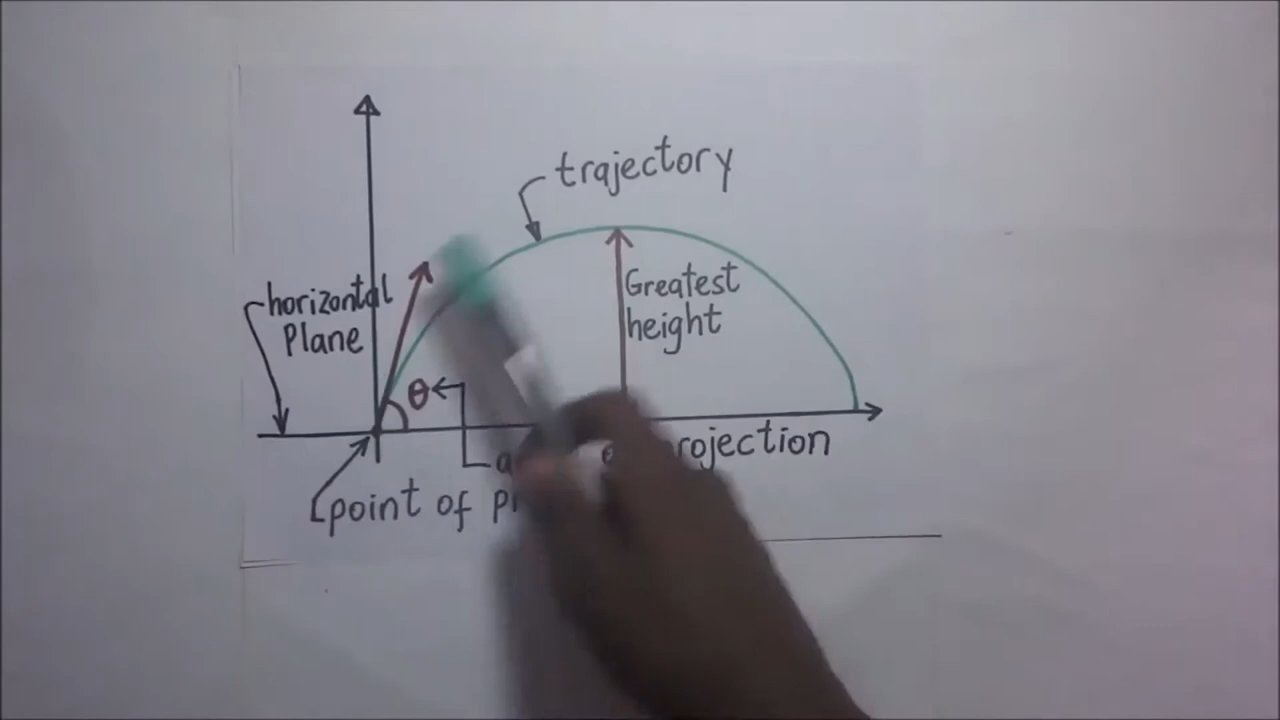 trajectory
Greatest
height
horizontal
Plane
θ
projection
point of